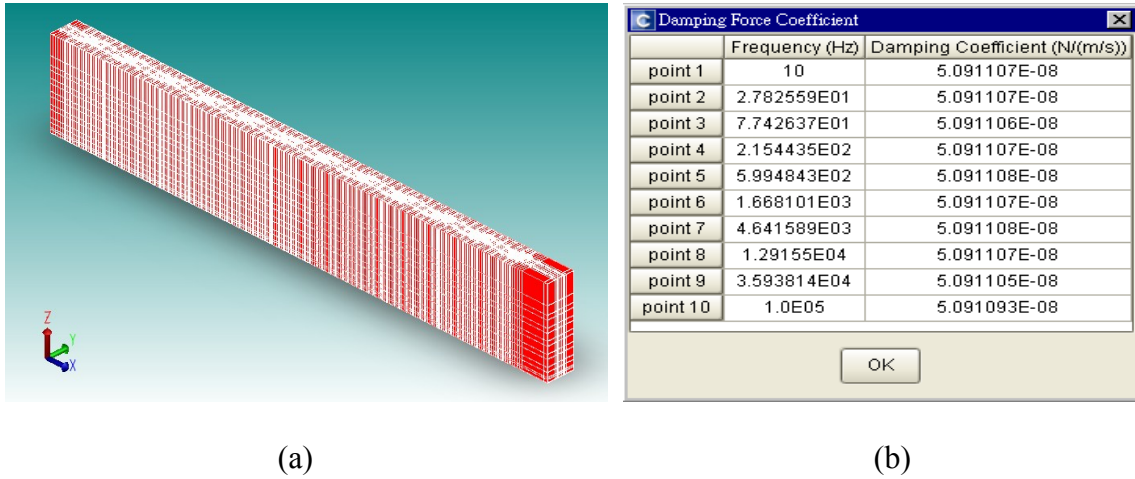 Z
Y
X
C Damping Force Coefficient
Frequency (Hz) Damping Coefficient (N/(m/s))
point 1 10 5.091107E-08
point 2 2.782559E01 5.091107E-08
point 3 7.742637E01 5.091106E-08
point 4 2.154435E02 5.091107E-08
point 5 5.994843E02 5.091108E-08
point 6 1.668101E03 5.091107E-08
point 7 4.641589E03 5.091108E-08
point 8 1.29155E04 5.091107E-08
point 9 3.593814E04 5.091105E-08
point 10 1.0E05 5.091093E-08
OK
(a) (b)